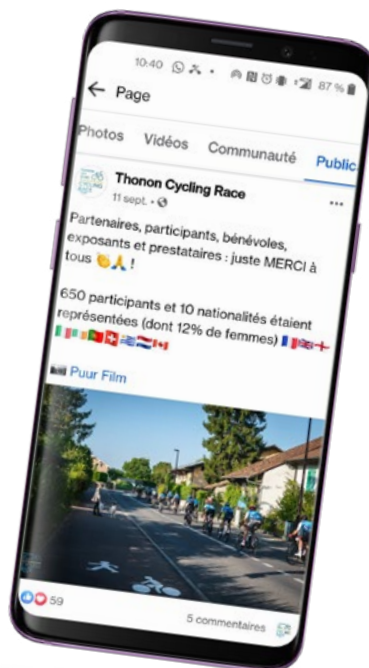 10:40 87 %
← Page
Photos Vidéos Communauté Public
Thonon Cycling Race
11 sept. •
Partenaires, participants, bénévoles,
exposants et prestataires : juste MERCI à
tous 👏🙏 !
650 participants et 10 nationalités étaient
représentées (dont 12% de femmes)
📷 Puur Film
59
5 commentaires